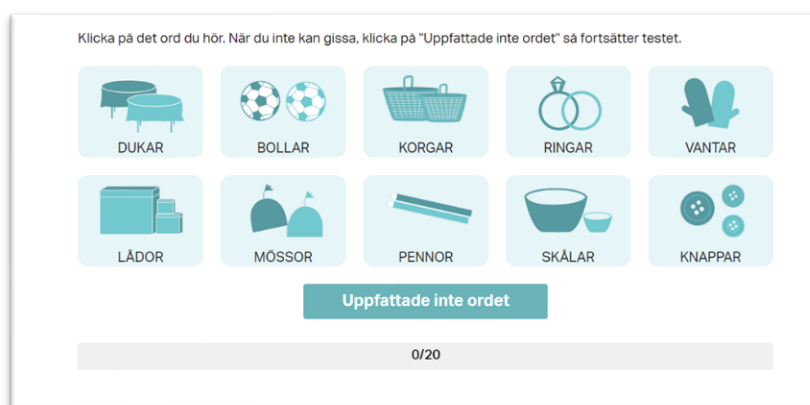 Klicka på det ord du hör. När du inte kan gissa, klicka på "Uppfattade inte ordet" så fortsätter testet.
DUKAR
BOLLAR
KORGAR
RINGAR
VANTAR
LÅDOR
MÖSSOR
PENNOR
SKÅLAR
KNAPPAR
Uppfattade inte ordet
0/20